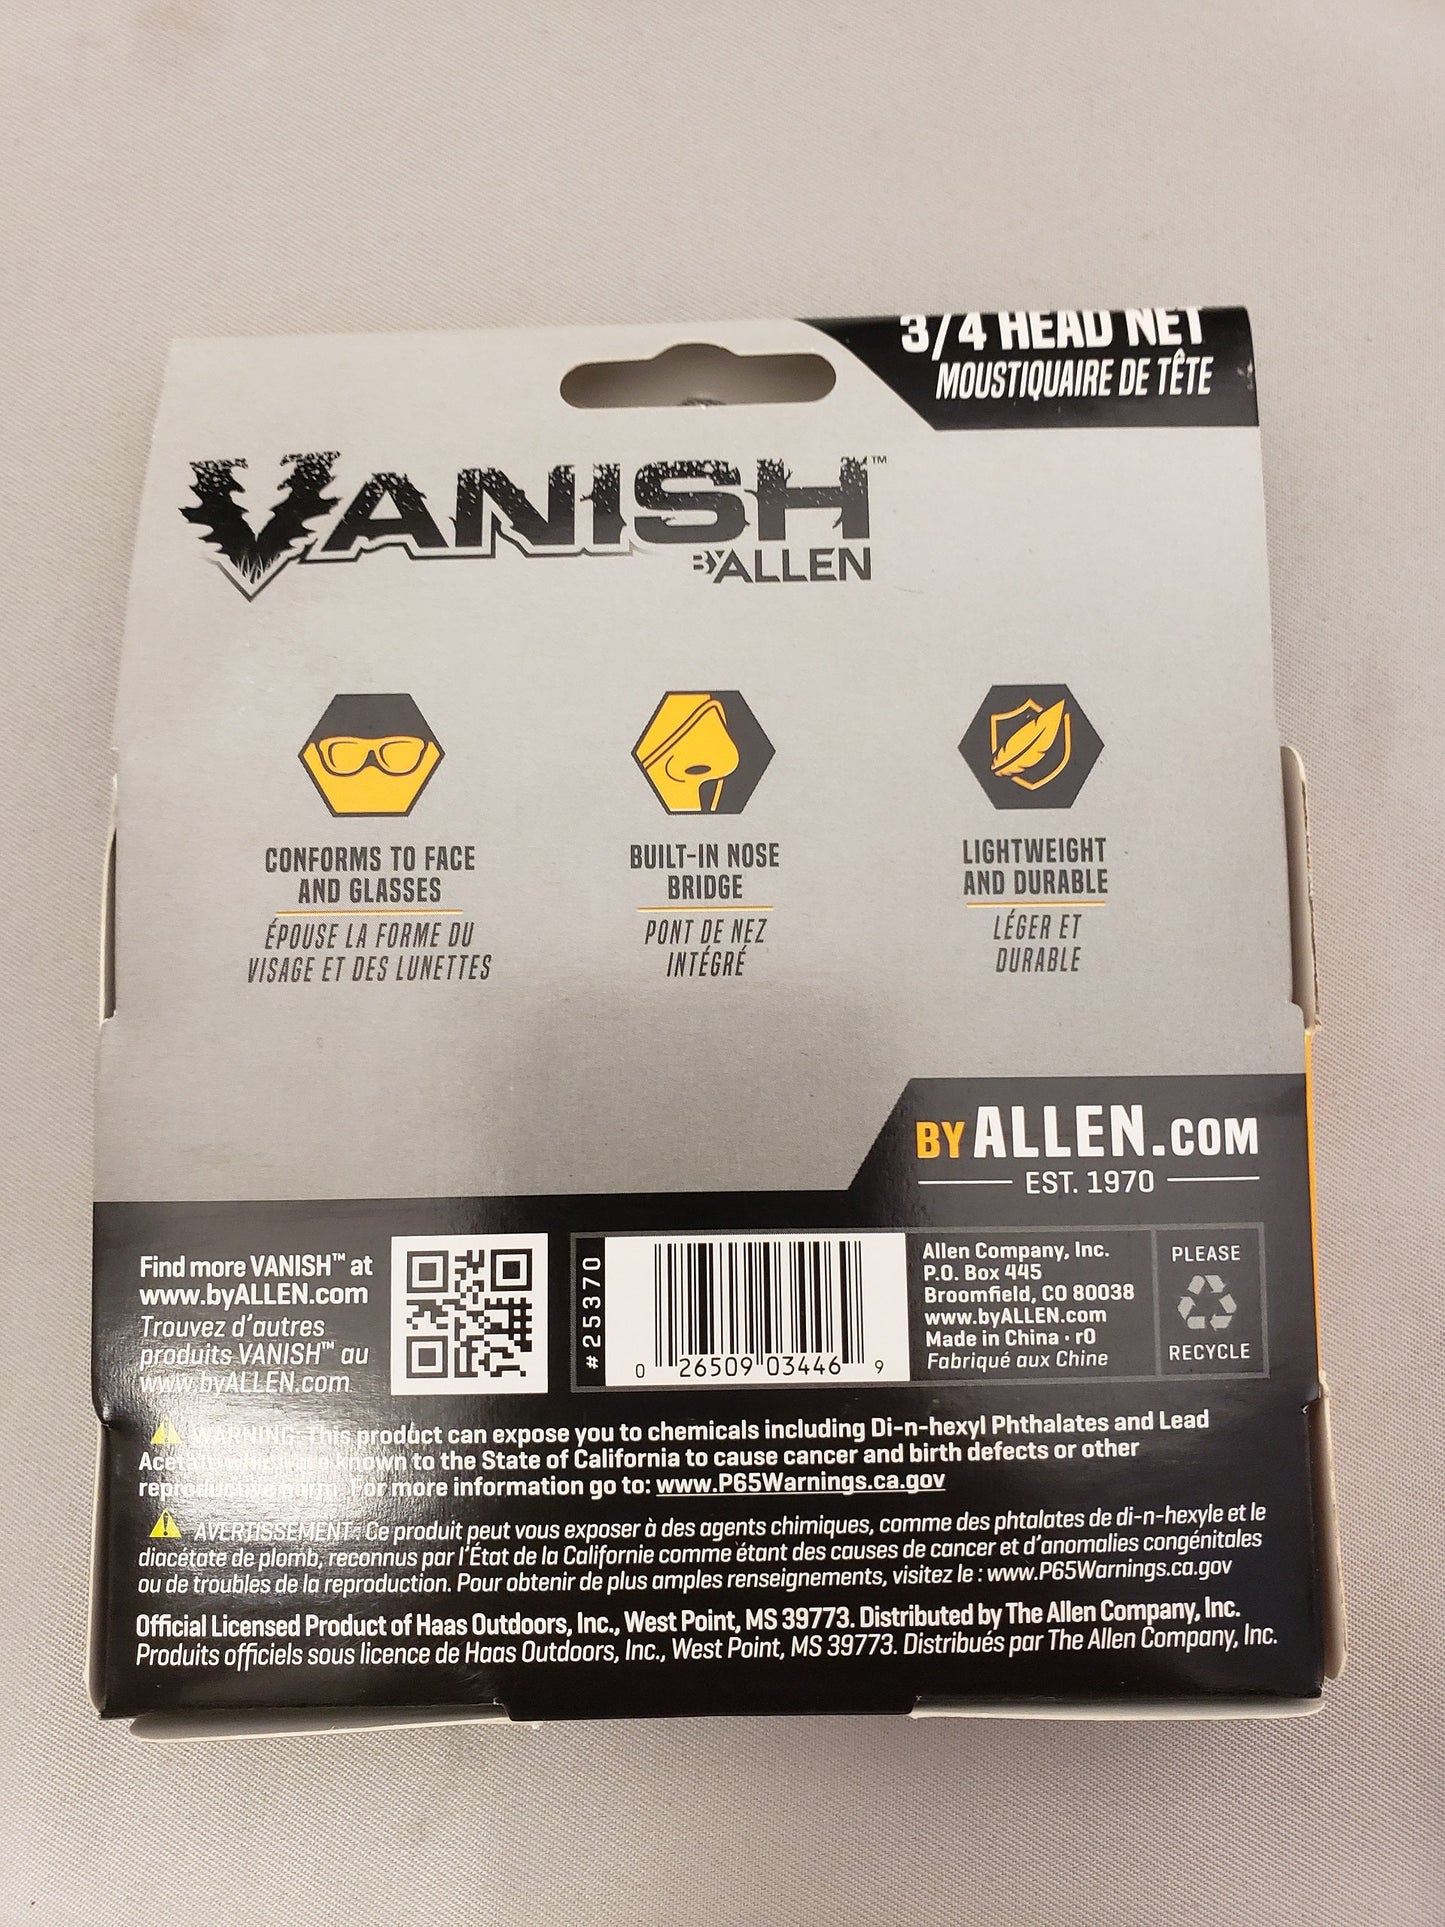 3/4 HEAD NET
MOUSTIQUAIRE DE TÊTE
VANISH™
BY ALLEN
CONFORMS TO FACE
AND GLASSES
ÉPOUSE LA FORME DU
VISAGE ET DES LUNETTES
BUILT-IN NOSE
BRIDGE
PONT DE NEZ
INTÉGRÉ
LIGHTWEIGHT
AND DURABLE
LÉGER ET
DURABLE
BY ALLEN.COM
EST. 1970
Find more VANISH™ at
www.byALLEN.com
Trouvez d'autres
produits VANISH™ au
www.byALLEN.com
#25370
0 26509 03446 9
Allen Company, Inc.
P.O. Box 445
Broomfield, CO 80038
www.byALLEN.com
Made in China · r0
Fabriqué aux Chine
PLEASE
RECYCLE
WARNING: This product can expose you to chemicals including Di-n-hexyl Phthalates and Lead
known to the State of California to cause cancer and birth defects or other
reproductive harm. For more information go to: www.P65Warnings.ca.gov
AVERTISSEMENT: Ce produit peut vous exposer à des agents chimiques, comme des phtalates de di-n-hexyle et le
diacétate de plomb, reconnus par l'État de la Californie comme étant des causes de cancer et d'anomalies congénitales
ou de troubles de la reproduction. Pour obtenir de plus amples renseignements, visitez le : www.P65Warnings.ca.gov
Official Licensed Product of Haas Outdoors, Inc., West Point, MS 39773. Distributed by The Allen Company, Inc.
Produits officiels sous licence de Haas Outdoors, Inc., West Point, MS 39773. Distribués par The Allen Company, Inc.